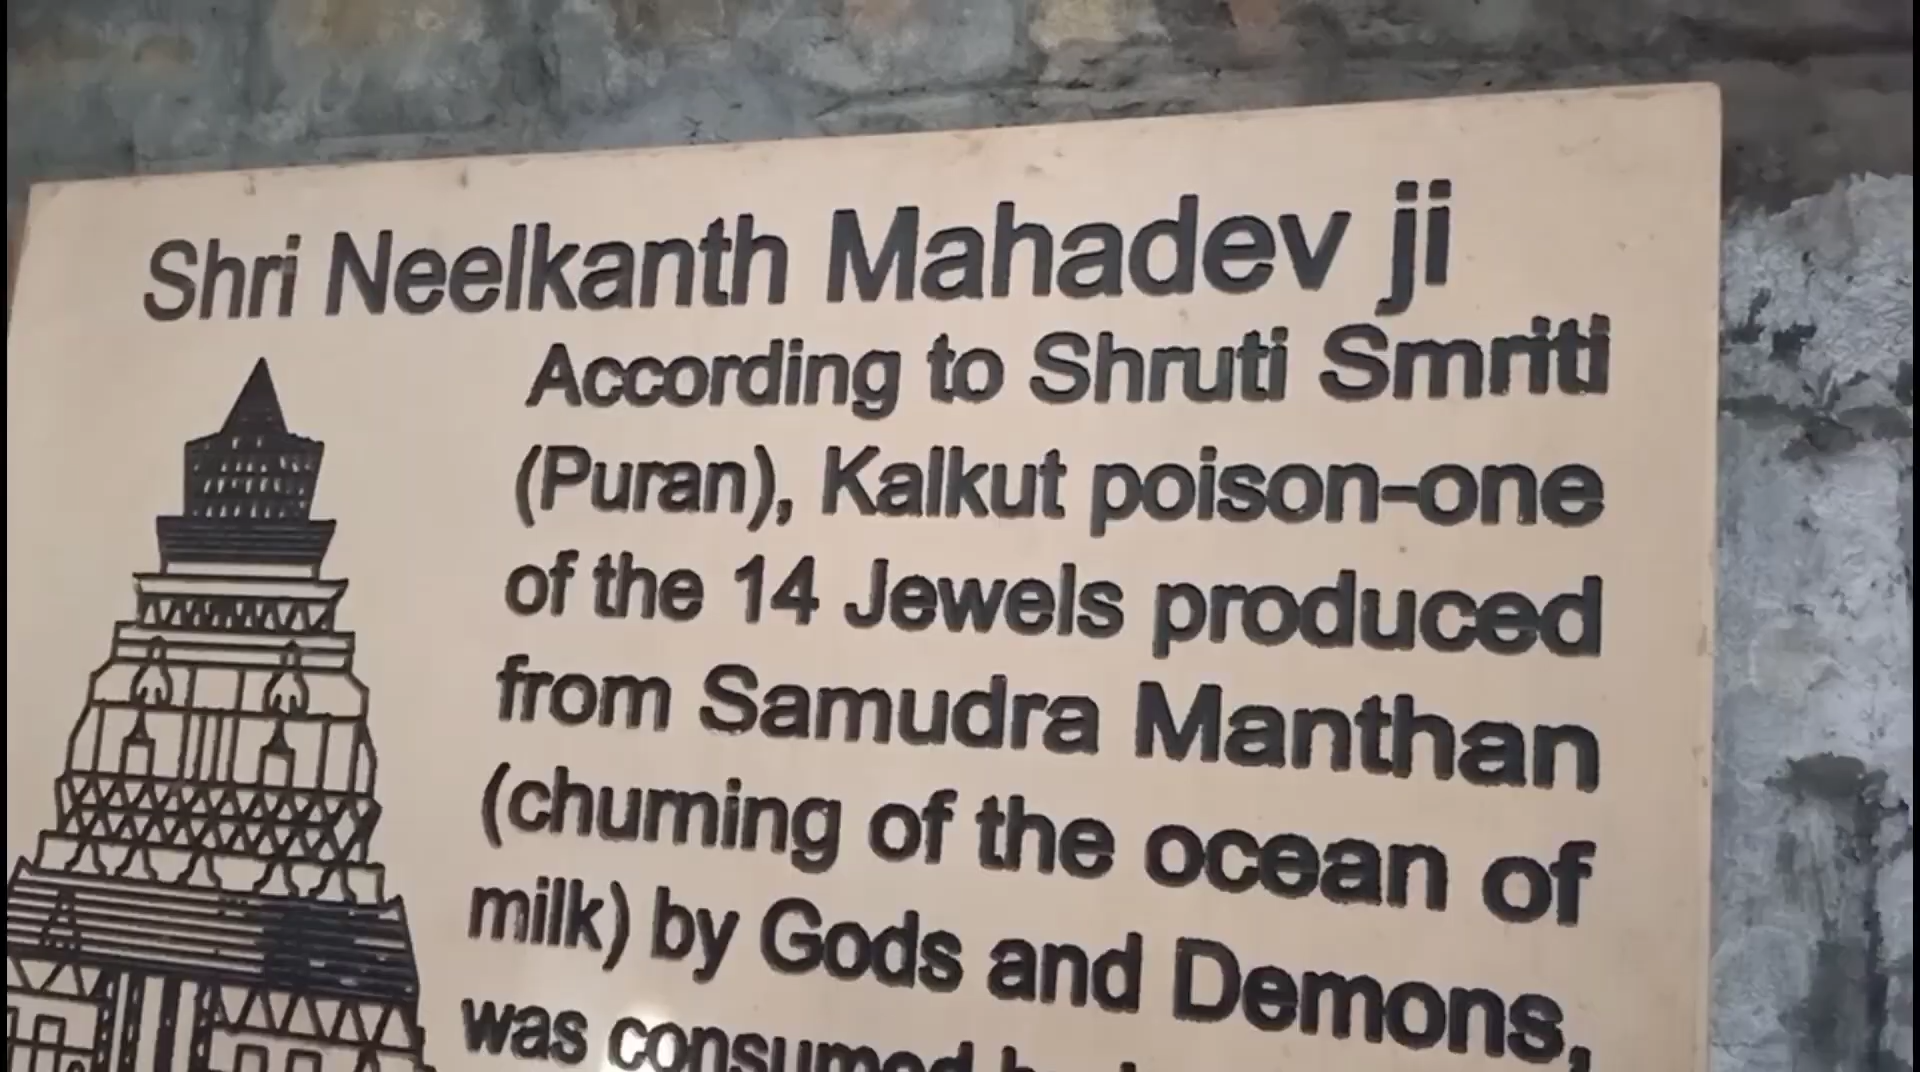 Shri Neelkanth Mahadev ji
According to Shruti Smriti
(Puran), Kalkut poison-one
of the 14 Jewels produced
from Samudra Manthan
(churning of the ocean of
milk) by Gods and Demons,
was consumed